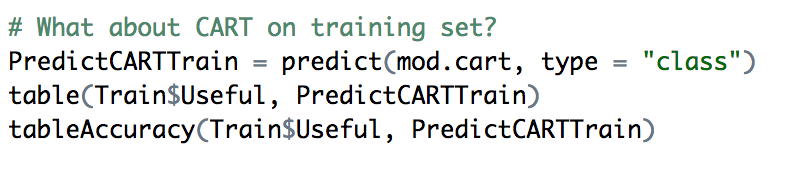 # What about CART on training set?
PredictCARTTrain = predict(mod.cart, type = "class")
table(Train$Useful, PredictCARTTrain)
tableAccuracy(Train$Useful, PredictCARTTrain)